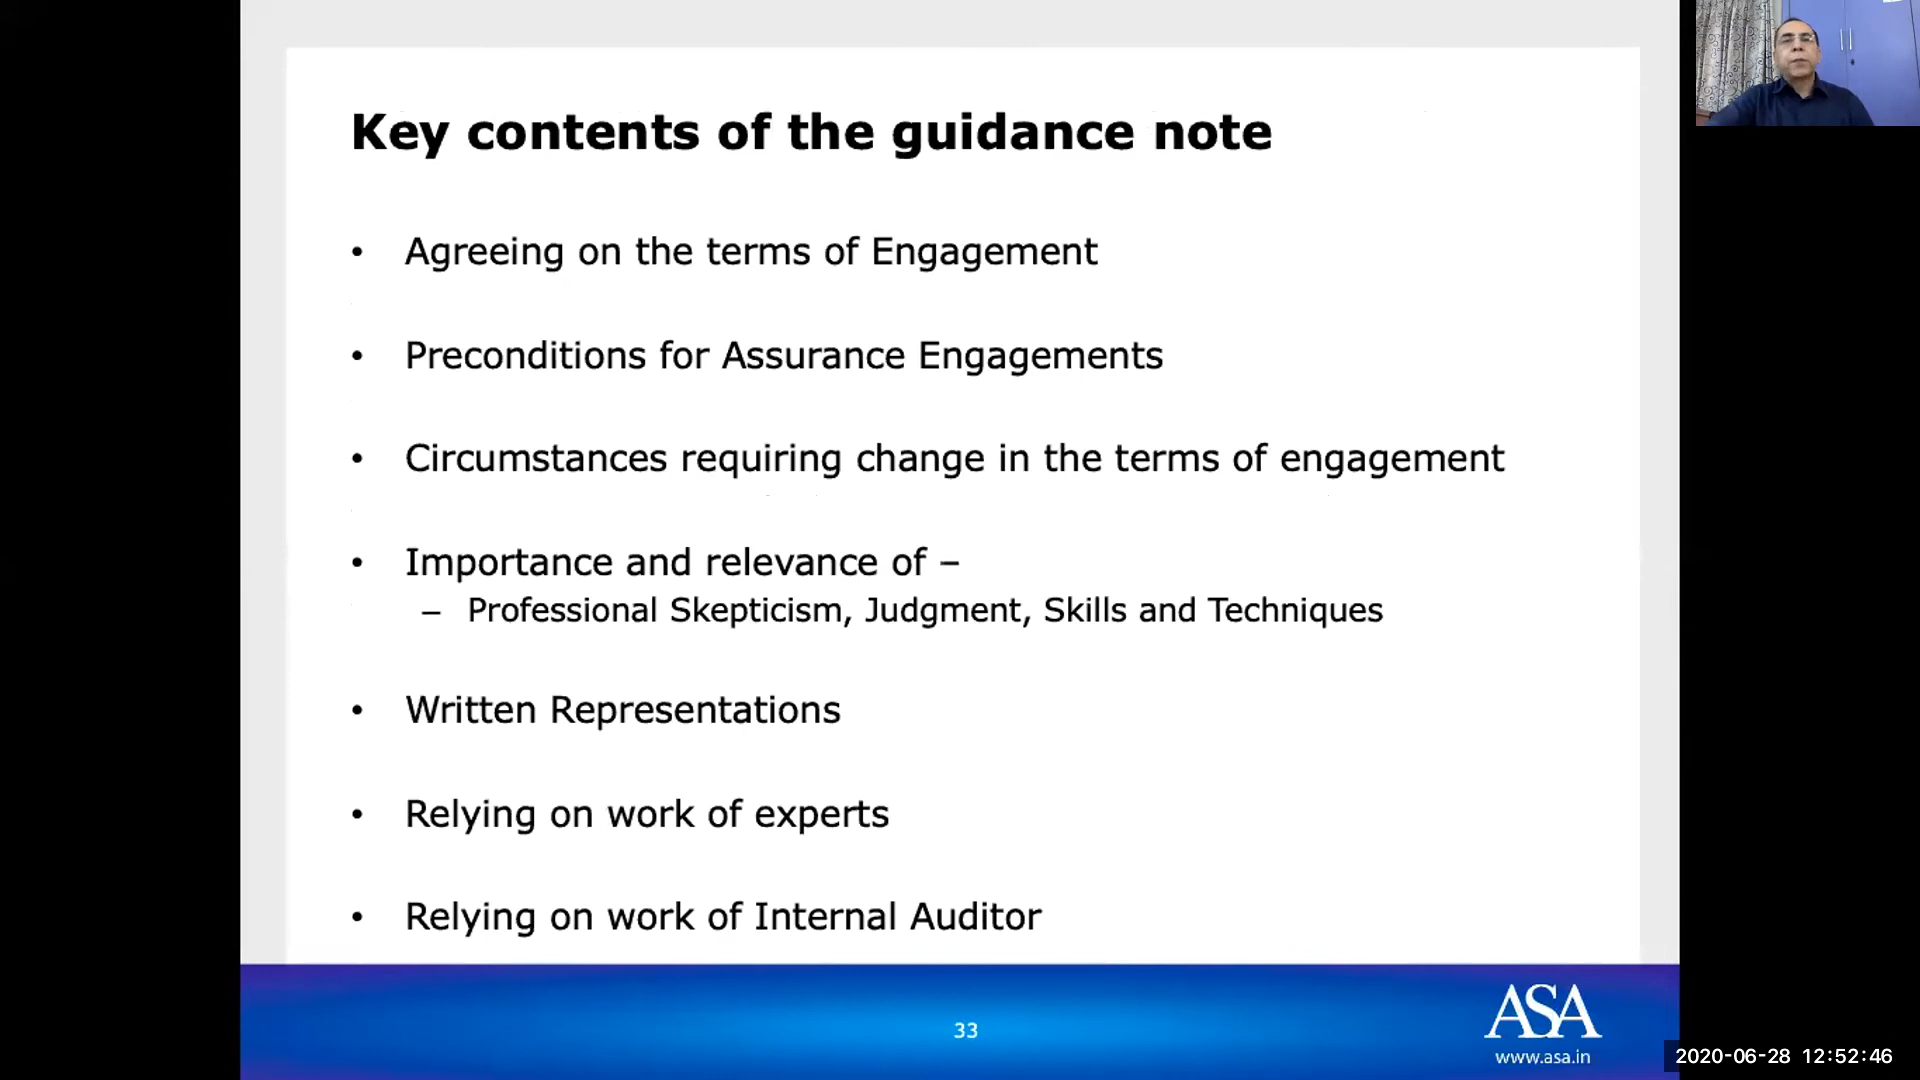 Key contents of the guidance note
• Agreeing on the terms of Engagement
• Preconditions for Assurance Engagements
• Circumstances requiring change in the terms of engagement
• Importance and relevance of –
– Professional Skepticism, Judgment, Skills and Techniques
• Written Representations
• Relying on work of experts
• Relying on work of Internal Auditor
33
ASA
www.asa.in
2020-06-28 12:52:46